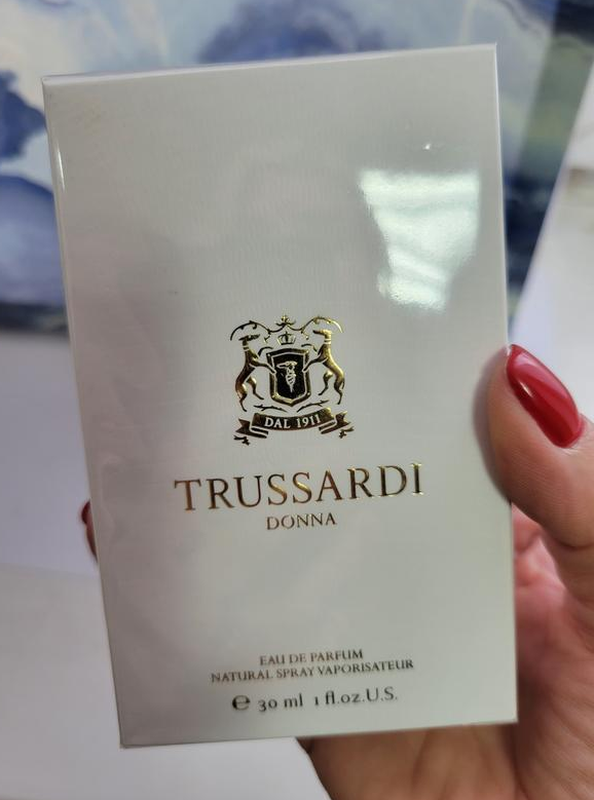 DAL 1911
TRUSSARDI
DONNA
EAU DE PARFUM
NATURAL SPRAY VAPORISATEUR
℮ 30 ml 1 fl.oz.U.S.